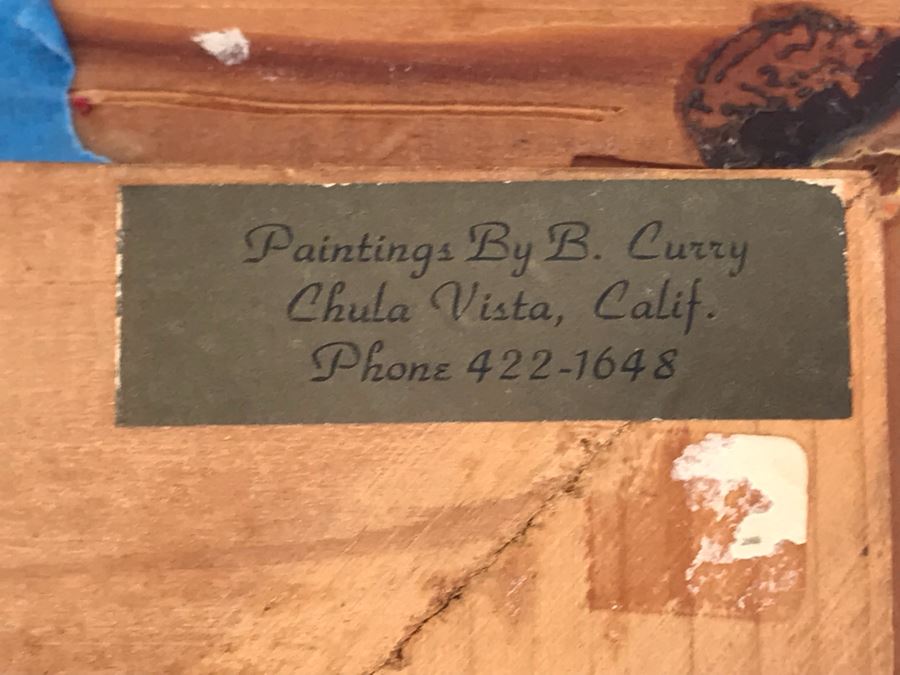 Paintings By B. Curry
Chula Vista, Calif.
Phone 422-1648